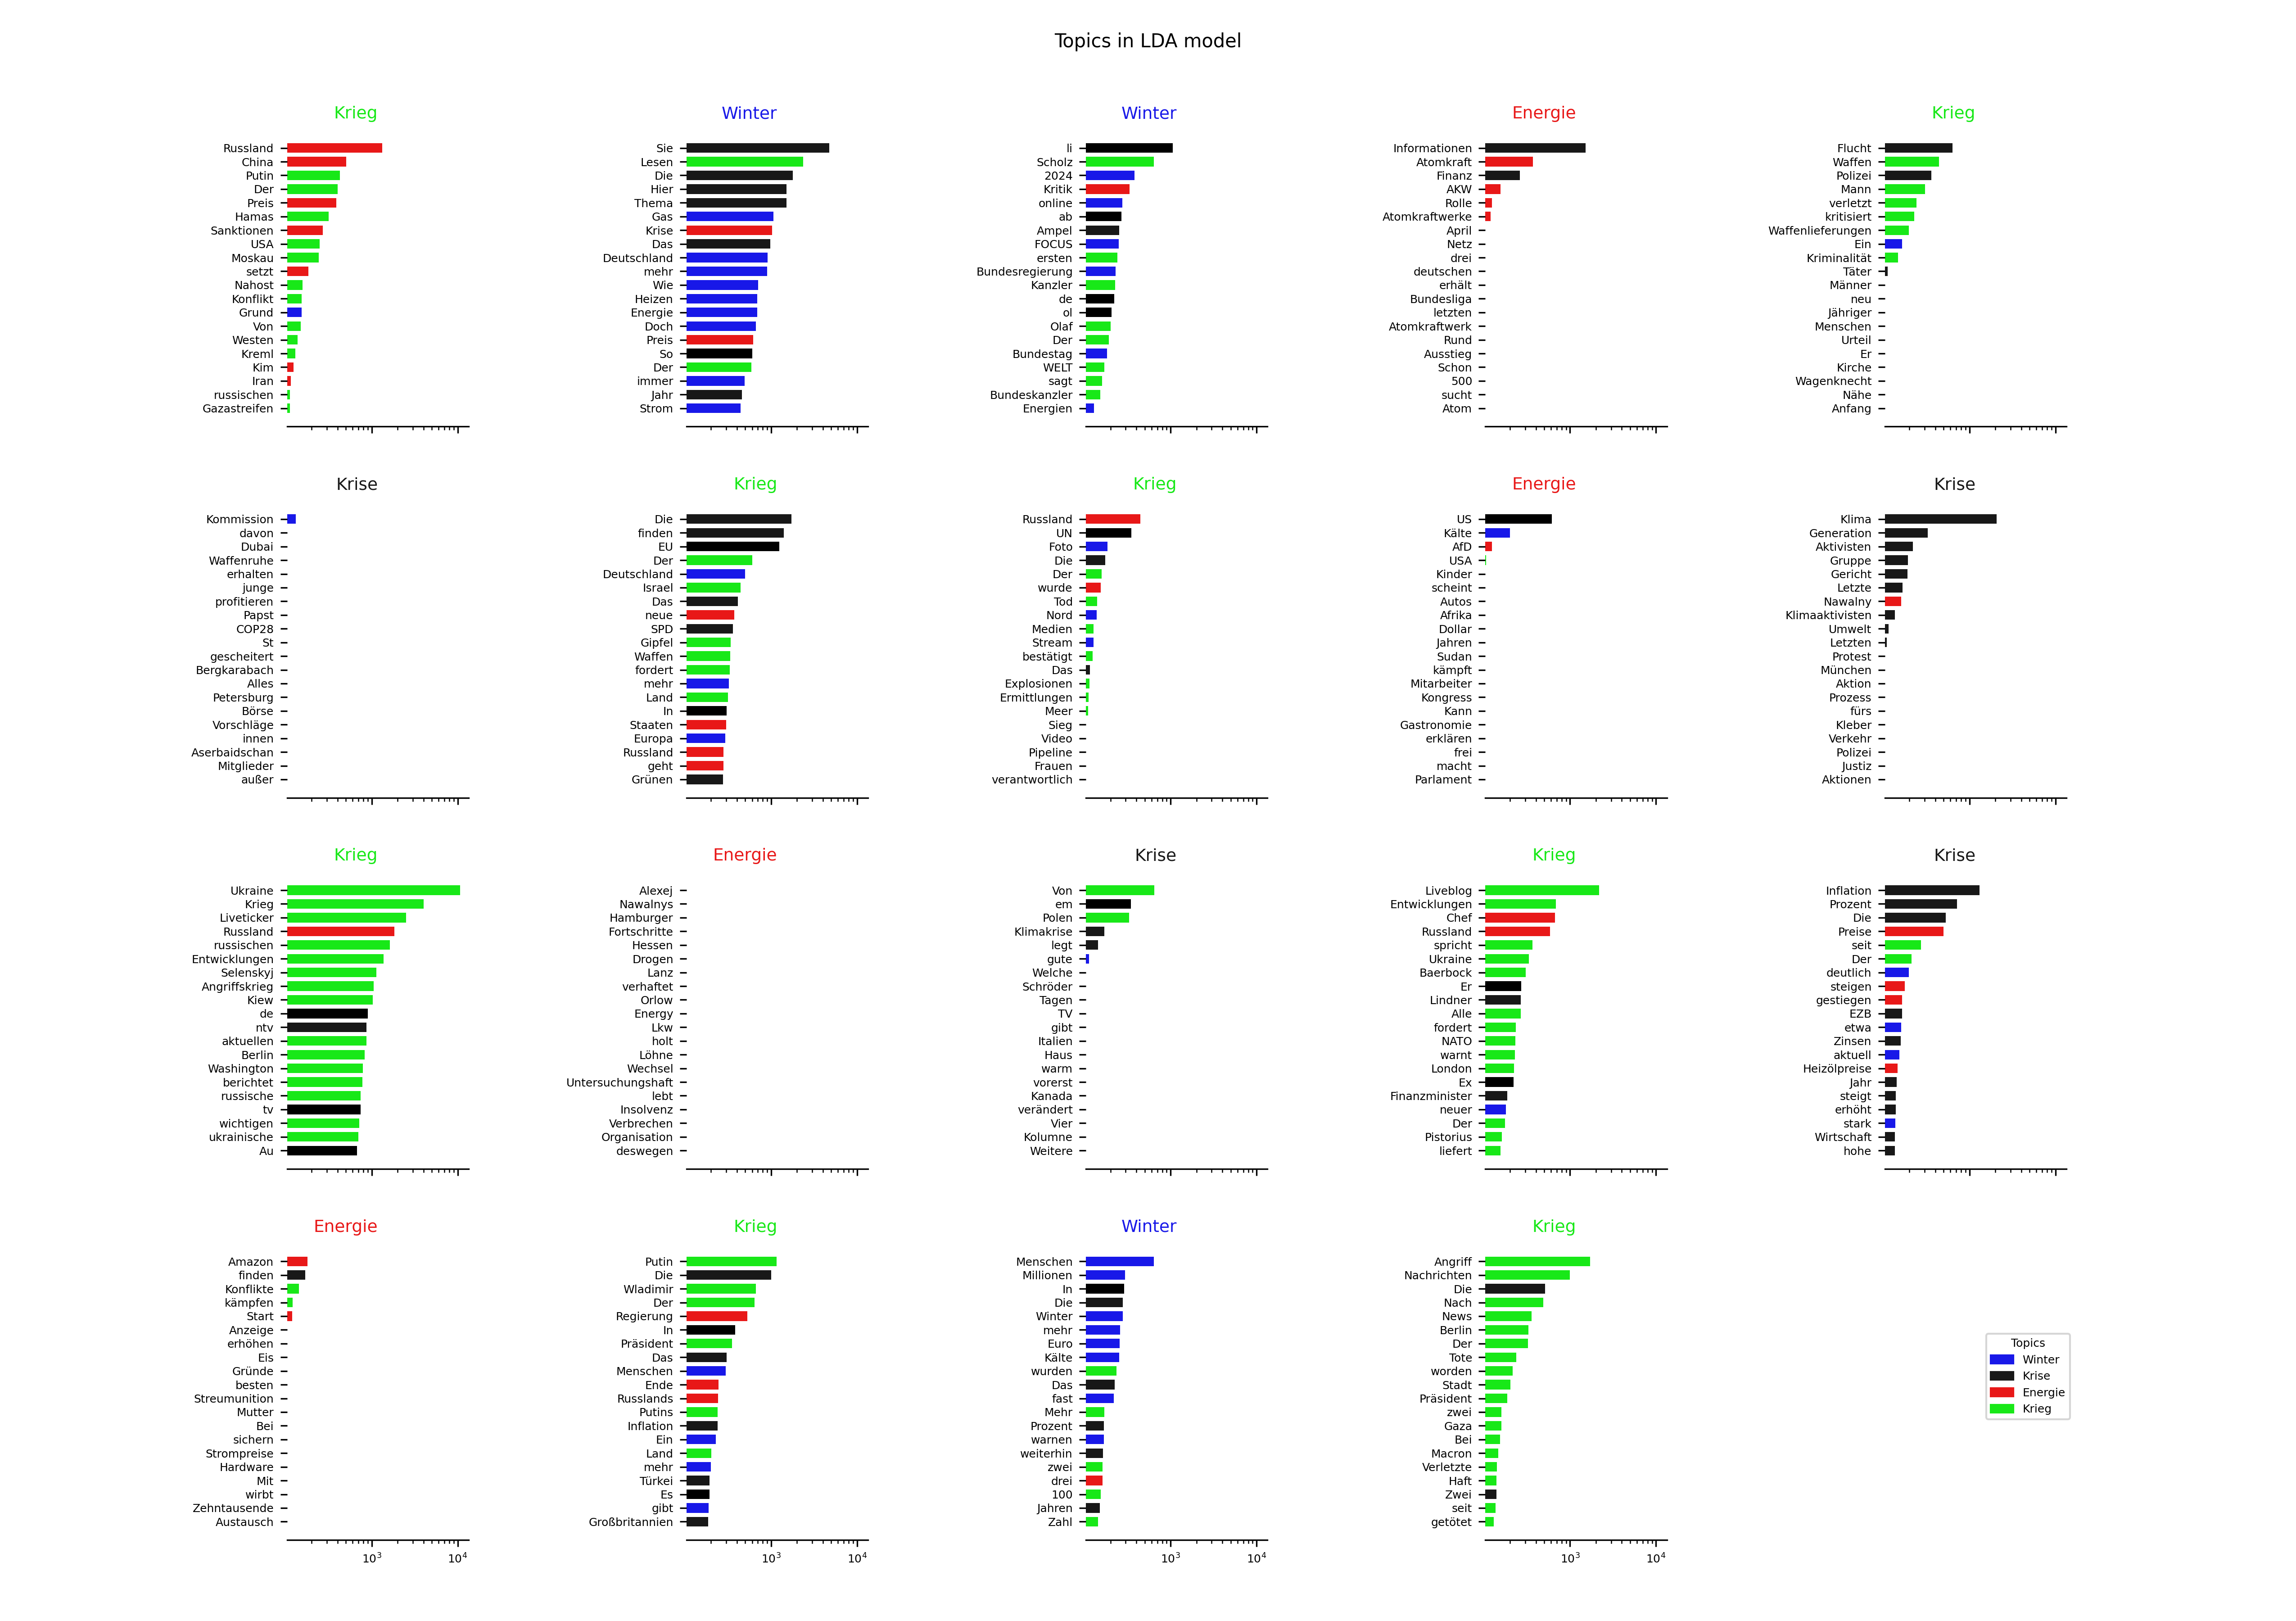 Topics in LDA model
Krieg
Russland
China
Putin
Der
Preis
Hamas
Sanktionen
USA
Moskau
setzt
Nahost
Konflikt
Grund
Von
Westen
Kreml
Kim
Iran
russischen
Gazastreifen
Winter
Sie
Lesen
Die
Hier
Thema
Gas
Krise
Das
Deutschland
mehr
Wie
Heizen
Energie
Doch
Preis
So
Der
immer
Jahr
Strom
Winter
li
Scholz
2024
Kritik
online
ab
Ampel
FOCUS
ersten
Bundesregierung
Kanzler
de
ol
Olaf
Der
Bundestag
WELT
sagt
Bundeskanzler
Energien
Energie
Informationen
Atomkraft
Finanz
AKW
Rolle
Atomkraftwerke
April
Netz
drei
deutschen
erhält
Bundesliga
letzten
Atomkraftwerk
Rund
Ausstieg
Schon
500
sucht
Atom
Krieg
Flucht
Waffen
Polizei
Mann
verletzt
kritisiert
Waffenlieferungen
Ein
Kriminalität
Täter
Männer
neu
Jähriger
Menschen
Urteil
Er
Kirche
Wagenknecht
Nähe
Anfang
Krise
Kommission
davon
Dubai
Waffenruhe
erhalten
junge
profitieren
Papst
COP28
St
gescheitert
Bergkarabach
Alles
Petersburg
Börse
Vorschläge
innen
Aserbaidschan
Mitglieder
außer
Krieg
Die
finden
EU
Der
Deutschland
Israel
Das
neue
SPD
Gipfel
Waffen
fordert
mehr
Land
In
Staaten
Europa
Russland
geht
Grünen
Krieg
Russland
UN
Foto
Die
Der
wurde
Tod
Nord
Medien
Stream
bestätigt
Das
Explosionen
Ermittlungen
Meer
Sieg
Video
Pipeline
Frauen
verantwortlich
Energie
US
Kälte
AfD
USA
Kinder
scheint
Autos
Afrika
Dollar
Jahren
Sudan
kämpft
Mitarbeiter
Kongress
Kann
Gastronomie
erklären
frei
macht
Parlament
Krise
Klima
Generation
Aktivisten
Gruppe
Gericht
Letzte
Nawalny
Klimaaktivisten
Umwelt
Letzten
Protest
München
Aktion
Prozess
fürs
Kleber
Verkehr
Polizei
Justiz
Aktionen
Krieg
Ukraine
Krieg
Liveticker
Russland
russischen
Entwicklungen
Selenskyj
Angriffskrieg
Kiew
de
ntv
aktuellen
Berlin
Washington
berichtet
russische
tv
wichtigen
ukrainische
Au
Energie
Alexej
Nawalnys
Hamburger
Fortschritte
Hessen
Drogen
Lanz
verhaftet
Orlow
Energy
Lkw
holt
Löhne
Wechsel
Untersuchungshaft
lebt
Insolvenz
Verbrechen
Organisation
deswegen
Krise
Von
em
Polen
Klimakrise
legt
gute
Welche
Schröder
Tagen
TV
gibt
Italien
Haus
warm
vorerst
Kanada
verändert
Vier
Kolumne
Weitere
Krieg
Liveblog
Entwicklungen
Chef
Russland
spricht
Ukraine
Baerbock
Er
Lindner
Alle
fordert
NATO
warnt
London
Ex
Finanzminister
neuer
Der
Pistorius
liefert
Krise
Inflation
Prozent
Die
Preise
seit
Der
deutlich
steigen
gestiegen
EZB
etwa
Zinsen
aktuell
Heizölpreise
Jahr
steigt
erhöht
stark
Wirtschaft
hohe
Energie
Amazon
finden
Konflikte
kämpfen
Start
Anzeige
erhöhen
Eis
Gründe
besten
Streumunition
Mutter
Bei
sichern
Strompreise
Hardware
Mit
wirbt
Zehntausende
Austausch
10³
10⁴
Krieg
Putin
Die
Wladimir
Der
Regierung
In
Präsident
Das
Menschen
Ende
Russlands
Putins
Inflation
Ein
Land
mehr
Türkei
Es
gibt
Großbritannien
10³
10⁴
Winter
Menschen
Millionen
In
Die
Winter
mehr
Euro
Kälte
wurden
Das
fast
Mehr
Prozent
warnen
weiterhin
zwei
drei
100
Jahren
Zahl
10³
10⁴
Krieg
Angriff
Nachrichten
Die
Nach
News
Berlin
Der
Tote
worden
Stadt
Präsident
zwei
Gaza
Bei
Macron
Verletzte
Haft
Zwei
seit
getötet
10³
10⁴
Topics
Winter
Krise
Energie
Krieg